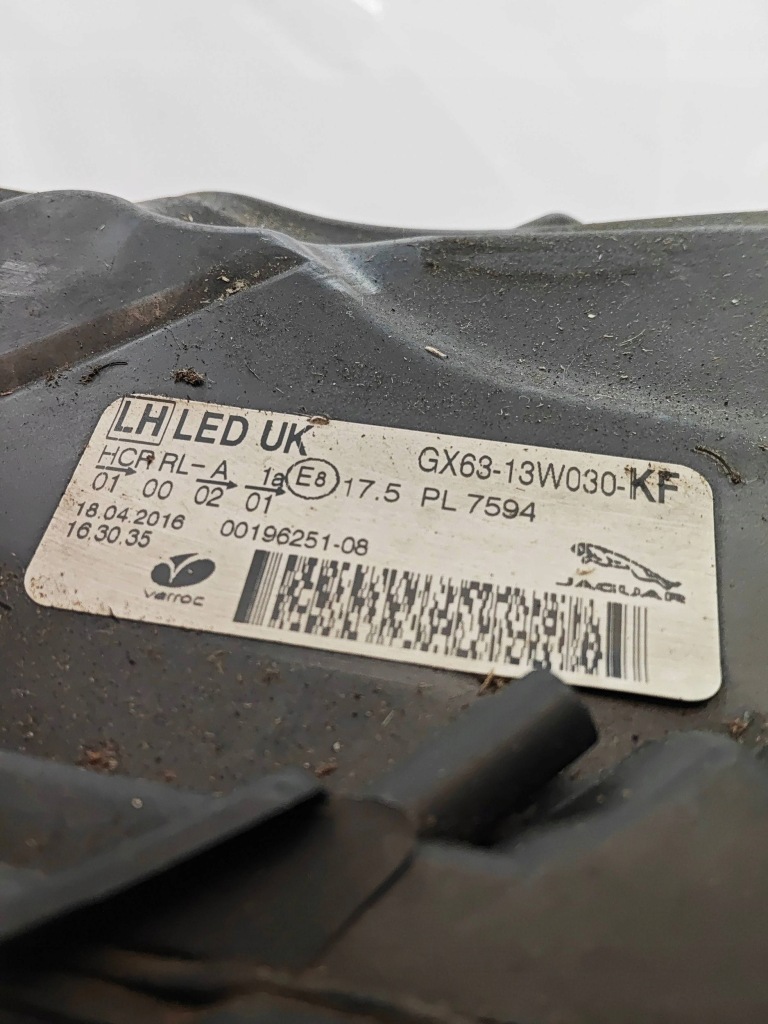 LH LED UK GX63-13W030-KF
HCR RL- A 1a E8 17.5 PL 7594
01 00 02 01
18.04.2016 00196251-08
16.30.35
varroc
JAGUAR